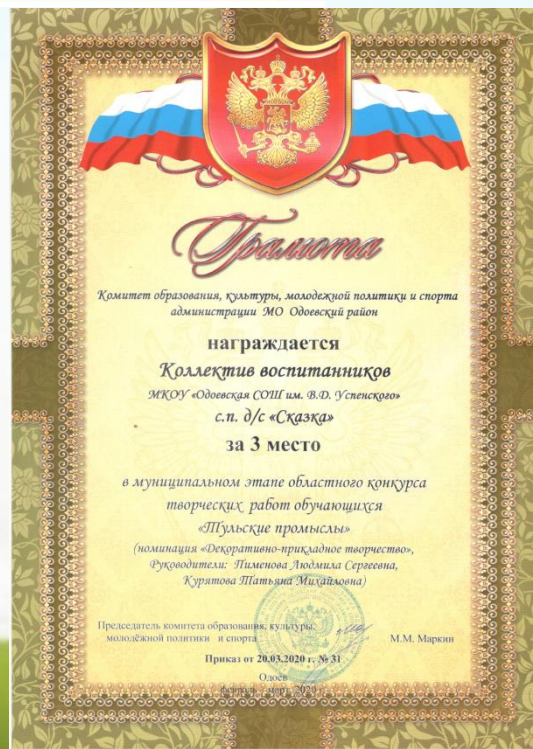 Грамота
Комитет образования, культуры, молодежной политики и спорта
администрации МО Одоевский район
награждается
Коллектив воспитанников
МКОУ «Одоевская СОШ им. В.Д. Успенского»
с.п. д/с «Сказка»
за 3 место
в муниципальном этапе областного конкурса
творческих работ обучающихся
«Тульские промыслы»
(номинация «Декоративно-прикладное творчество»,
Руководители: Пименова Людмила Сергеевна,
Курятова Татьяна Михайловна)
Председатель комитета образования, культуры,
молодёжной политики и спорта М.М. Маркин
Приказ от 20.03.2020 г. № 31
Одоев
февраль - март 2020 г